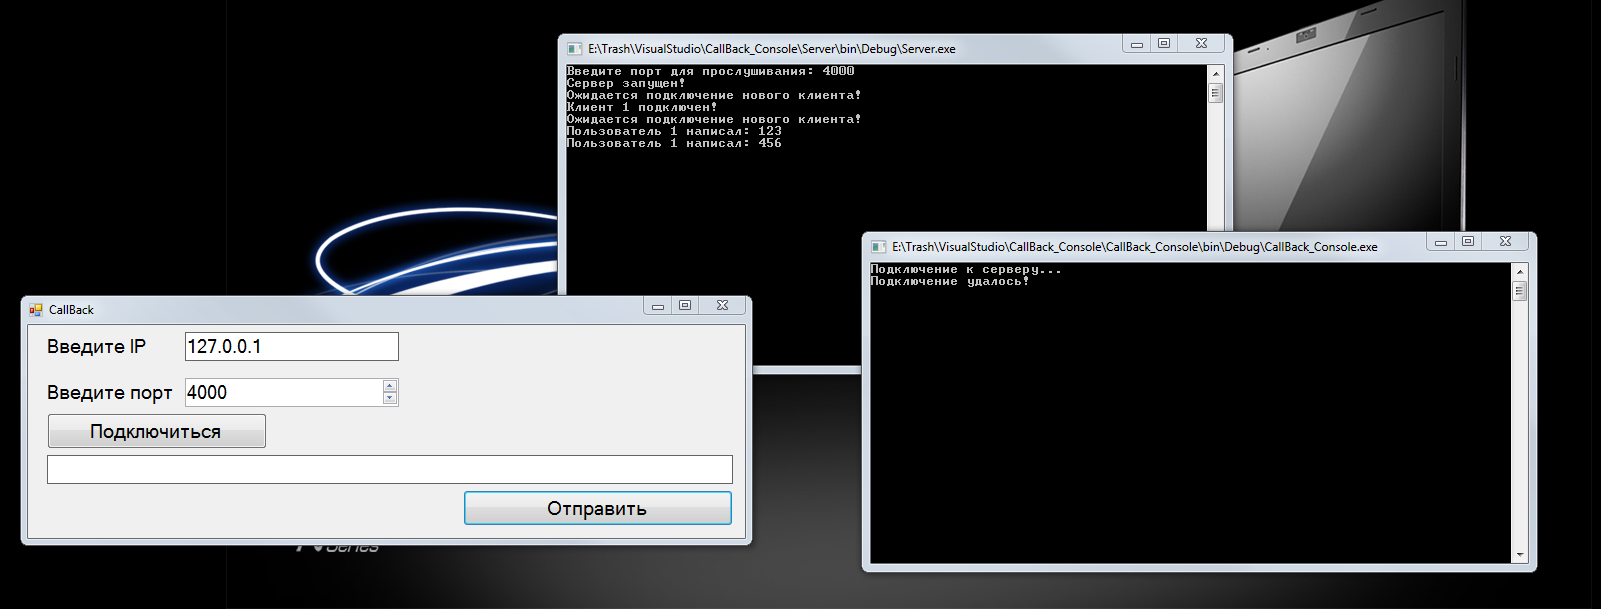 E:\Trash\VisualStudio\CallBack_Console\Server\bin\Debug\Server.exe
Введите порт для прослушивания: 4000
Сервер запущен!
Ожидается подключение нового клиента!
Клиент 1 подключен!
Ожидается подключение нового клиента!
Пользователь 1 написал: 123
Пользователь 1 написал: 456
E:\Trash\VisualStudio\CallBack_Console\CallBack_Console\bin\Debug\CallBack_Console.exe
Подключение к серверу...
Подключение удалось!
CallBack
Введите IP 127.0.0.1
Введите порт 4000
Подключиться
Отправить
Series